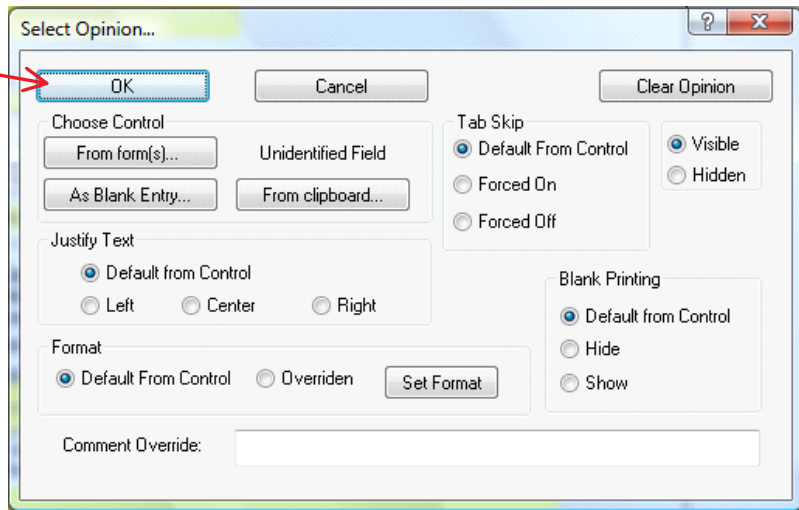 Select Opinion...
OK Cancel Clear Opinion
Choose Control
From form(s)... Unidentified Field
As Blank Entry... From clipboard...
Tab Skip
Default From Control
Forced On
Forced Off
Visible
Hidden
Justify Text
Default from Control
Left Center Right
Blank Printing
Default from Control
Hide
Show
Format
Default From Control Overriden Set Format
Comment Override: